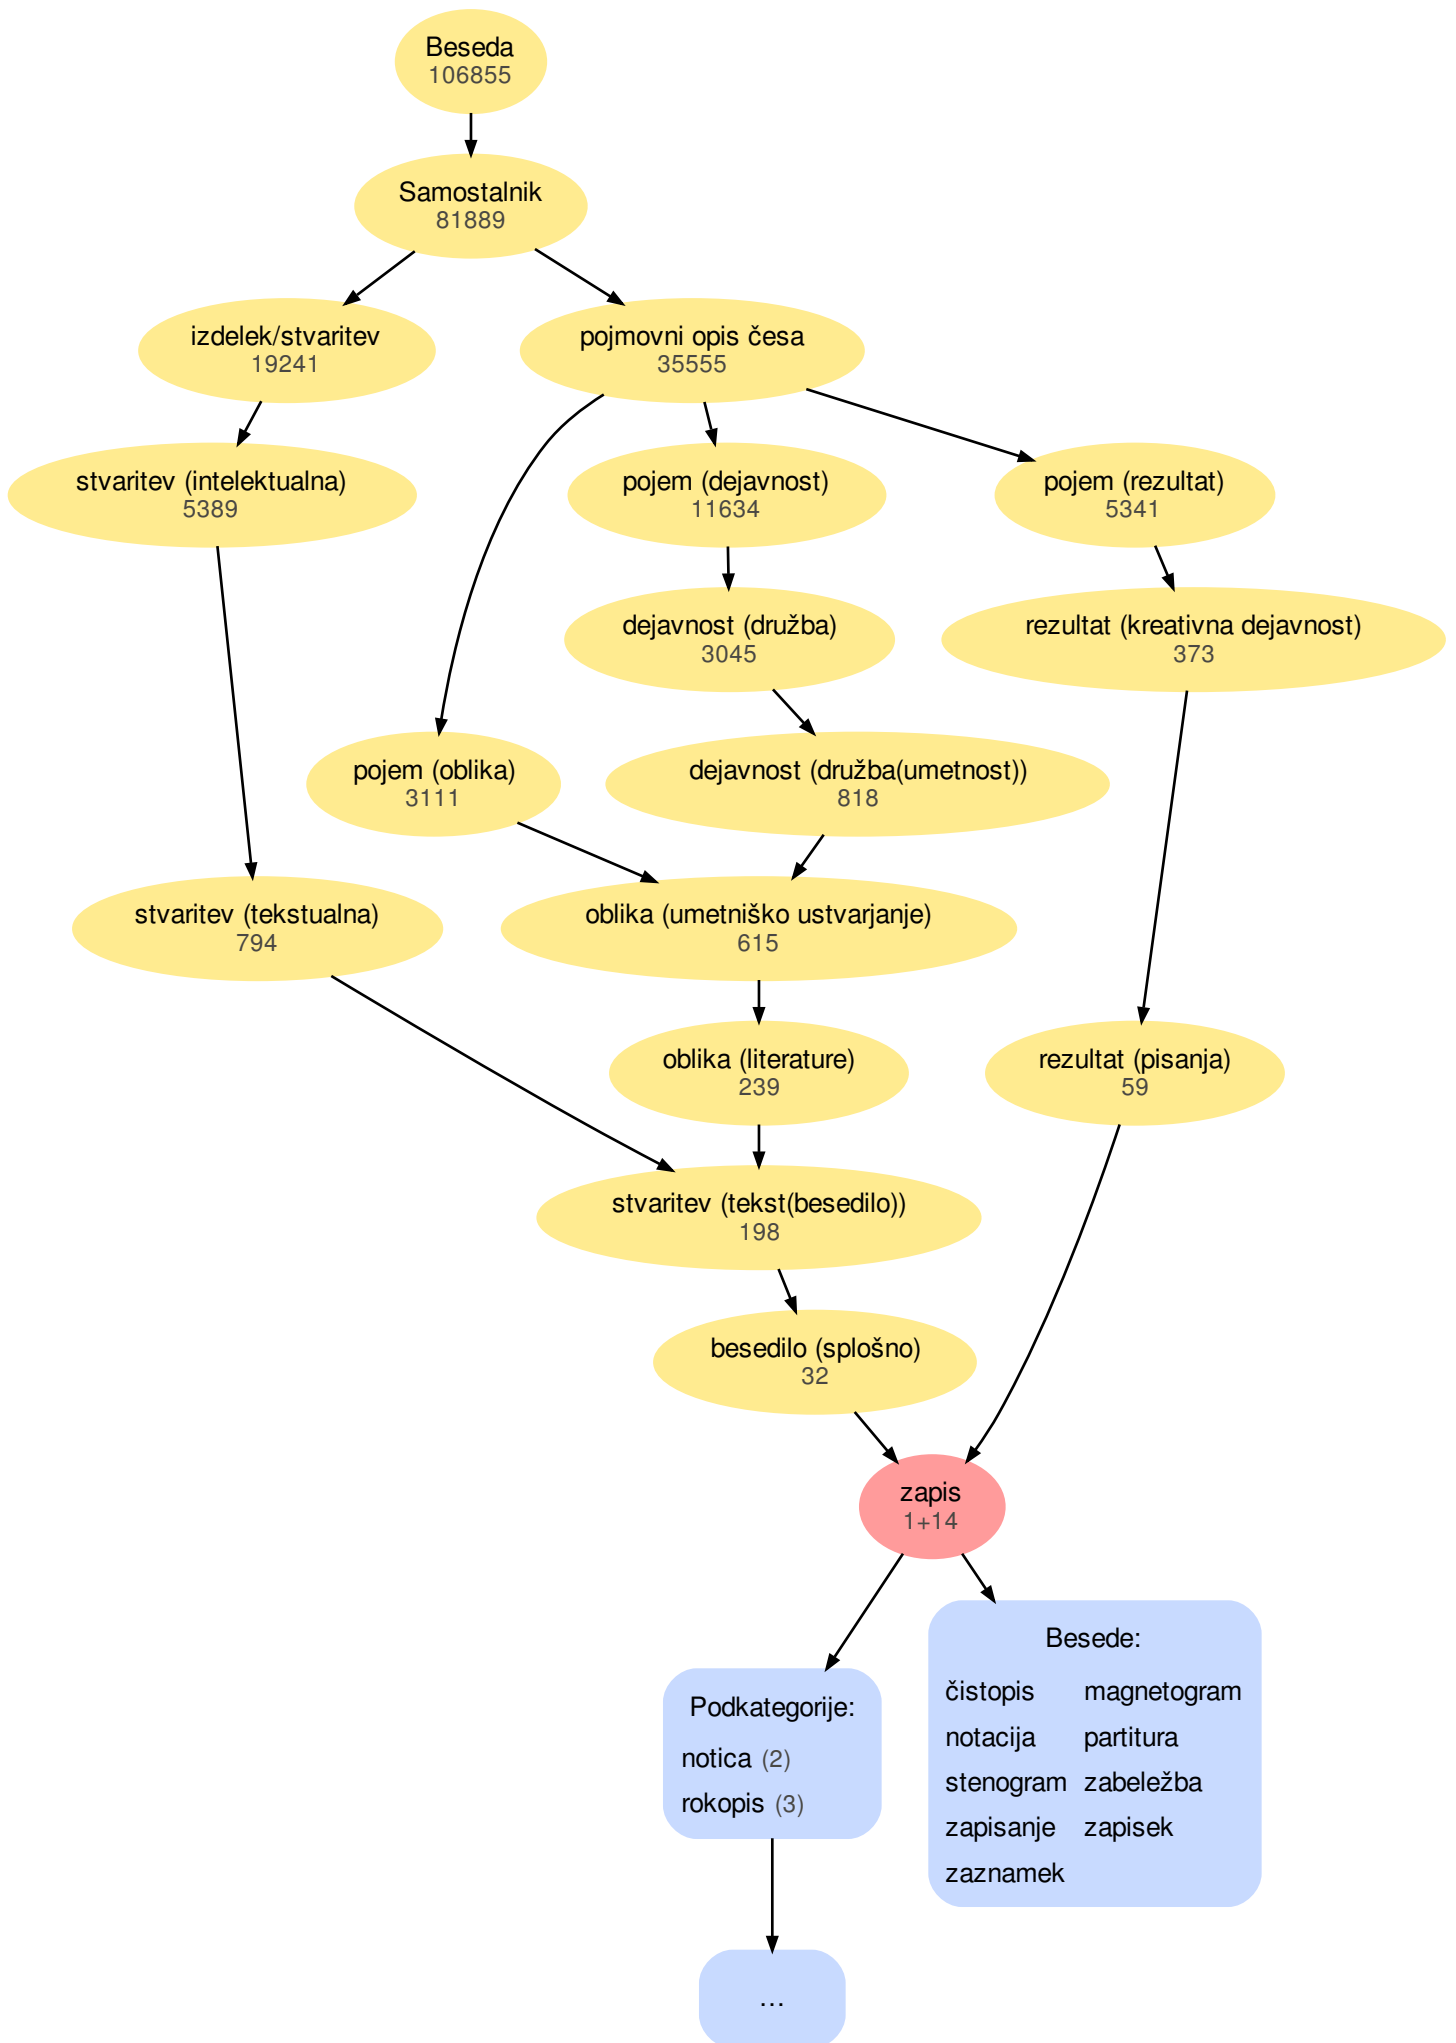 Beseda
106855
Samostalnik
81889
izdelek/stvaritev
19241
pojmovni opis česa
35555
stvaritev (intelektualna)
5389
pojem (dejavnost)
11634
pojem (rezultat)
5341
dejavnost (družba)
3045
rezultat (kreativna dejavnost)
373
pojem (oblika)
3111
dejavnost (družba(umetnost))
818
stvaritev (tekstualna)
794
oblika (umetniško ustvarjanje)
615
oblika (literature)
239
rezultat (pisanja)
59
stvaritev (tekst(besedilo))
198
besedilo (splošno)
32
zapis
1+14
Podkategorije:
notica (2)
rokopis (3)
Besede:
čistopis magnetogram
notacija partitura
stenogram zabeležba
zapisanje zapisek
zaznamek
...